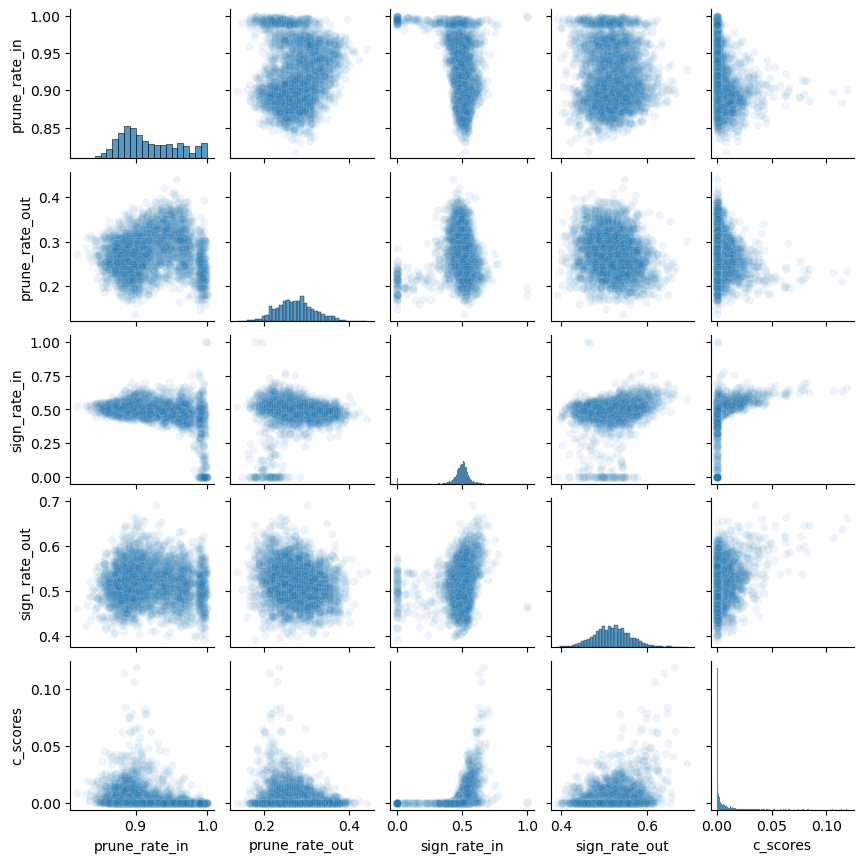 prune_rate_in
1.00
0.95
0.90
0.85
prune_rate_out
0.4
0.3
0.2
sign_rate_in
1.00
0.75
0.50
0.25
0.00
sign_rate_out
0.7
0.6
0.5
0.4
c_scores
0.10
0.05
0.00
0.9 1.0 0.2 0.4 0.0 0.5 1.0 0.4 0.6 0.00 0.05 0.10
prune_rate_in prune_rate_out sign_rate_in sign_rate_out c_scores